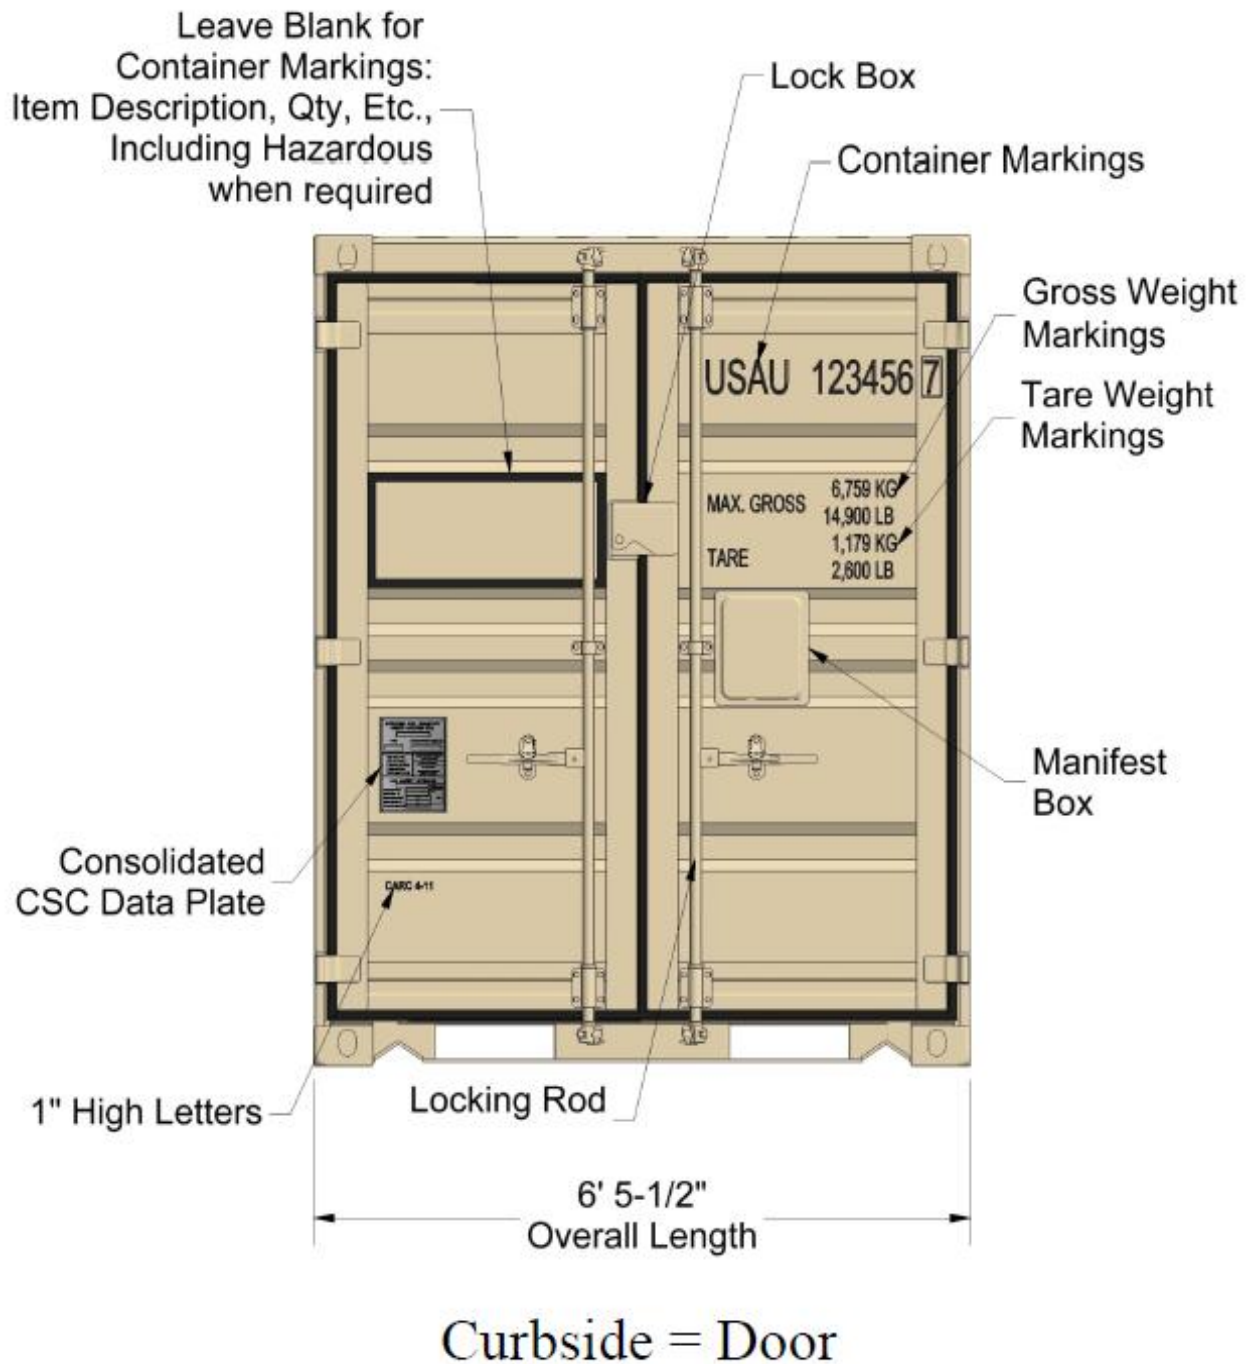 Leave Blank for
Container Markings:
Item Description, Qty, Etc.,
Including Hazardous
when required
Lock Box
Container Markings
Gross Weight
Markings
USAU 123456 7
Tare Weight
Markings
MAX. GROSS 6,759 KG
14,900 LB
TARE 1,179 KG
2,600 LB
Manifest
Box
Consolidated
CSC Data Plate
CARC 4-11
1" High Letters
Locking Rod
6' 5-1/2"
Overall Length
Curbside = Door